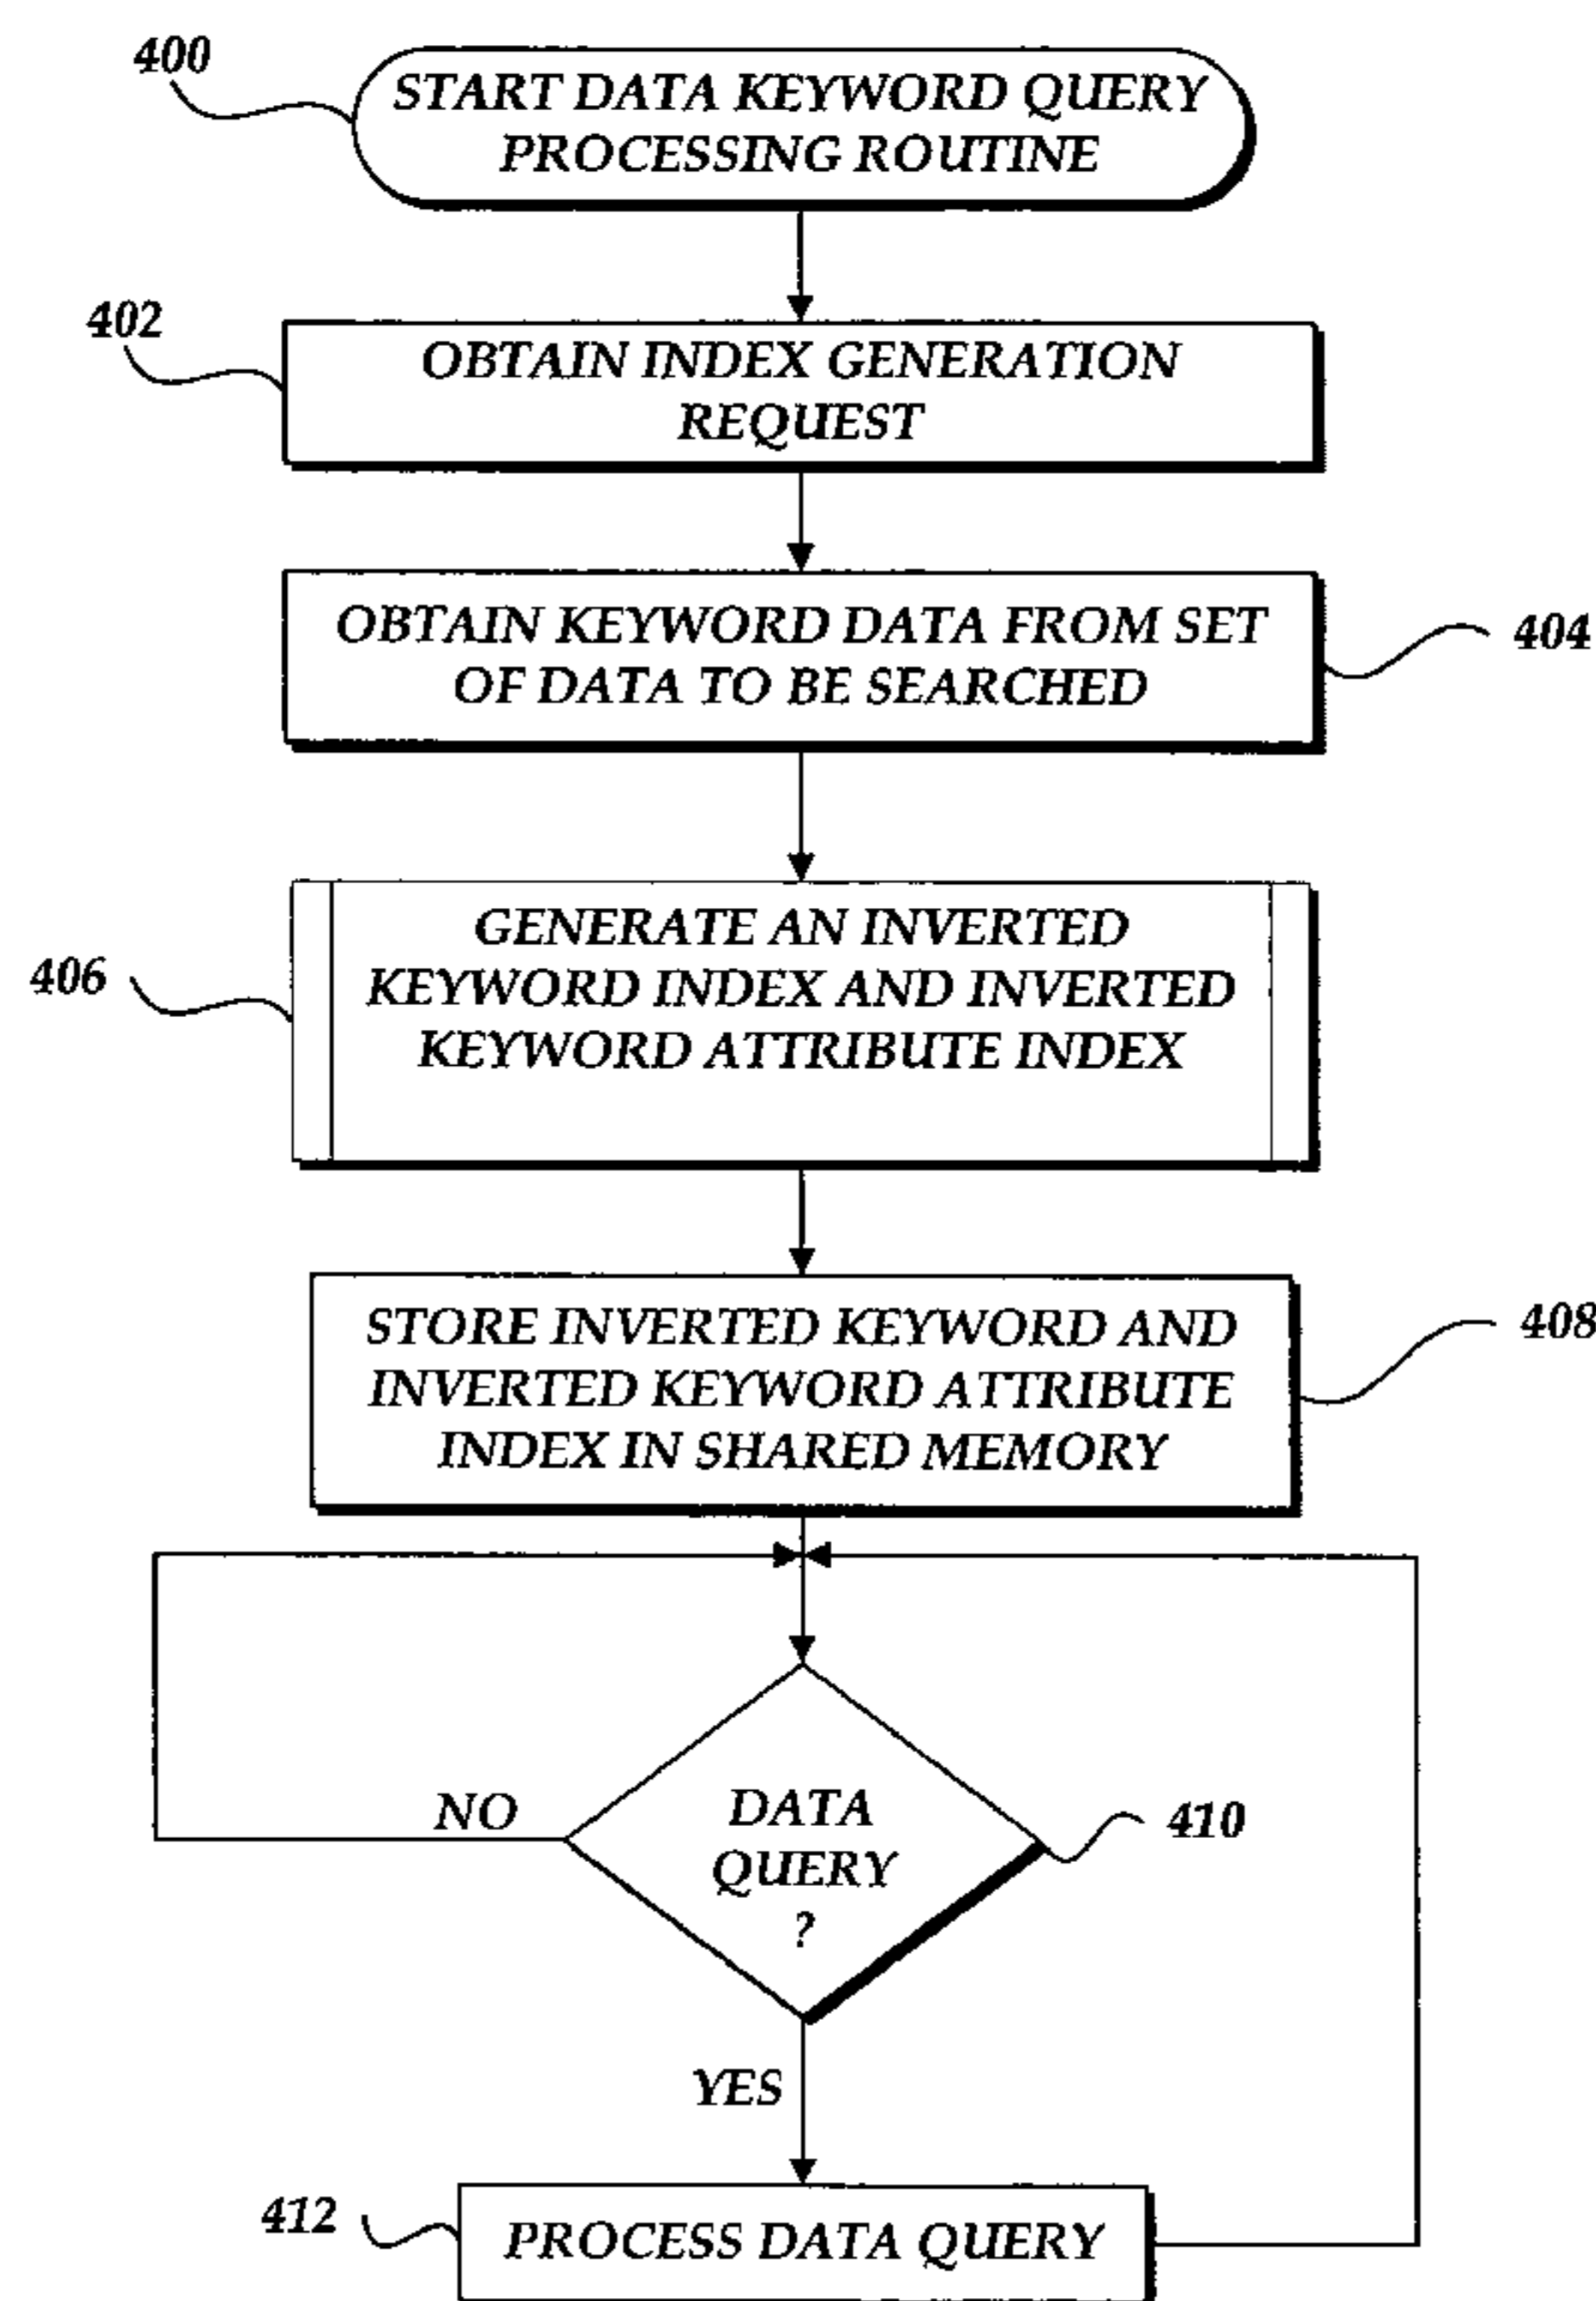 400
START DATA KEYWORD QUERY
PROCESSING ROUTINE
402
OBTAIN INDEX GENERATION
REQUEST
OBTAIN KEYWORD DATA FROM SET
OF DATA TO BE SEARCHED
404
406
GENERATE AN INVERTED
KEYWORD INDEX AND INVERTED
KEYWORD ATTRIBUTE INDEX
STORE INVERTED KEYWORD AND
INVERTED KEYWORD ATTRIBUTE
INDEX IN SHARED MEMORY
408
NO
DATA
QUERY
?
410
YES
412
PROCESS DATA QUERY